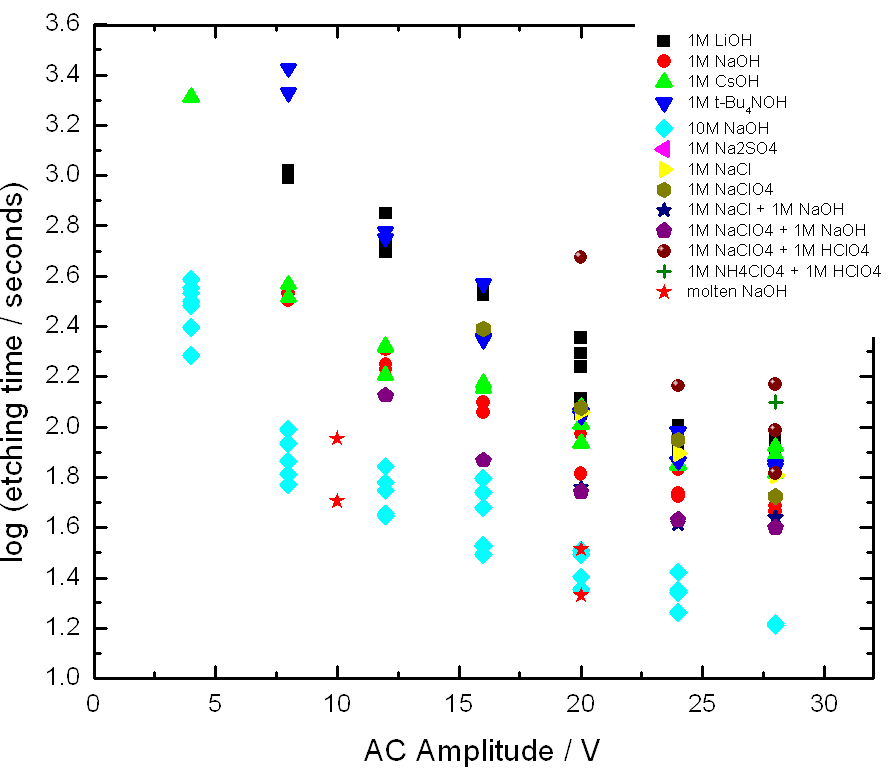 3.6
3.4
3.2
3.0
2.8
2.6
2.4
2.2
2.0
1.8
1.6
1.4
1.2
1.0
log (etching time / seconds)
1M LiOH
1M NaOH
1M CsOH
1M t-Bu4NOH
10M NaOH
1M Na2SO4
1M NaCl
1M NaClO4
1M NaCl + 1M NaOH
1M NaClO4 + 1M NaOH
1M NaClO4 + 1M HClO4
1M NH4ClO4 + 1M HClO4
molten NaOH
0 5 10 15 20 25 30
AC Amplitude / V